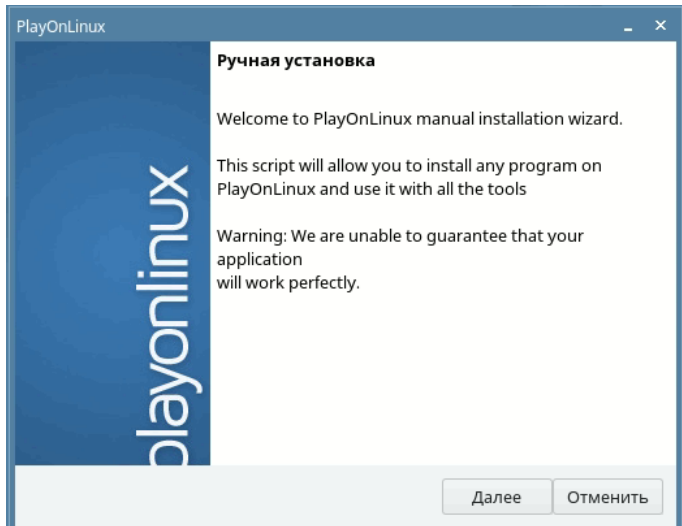 PlayOnLinux
Ручная установка
Welcome to PlayOnLinux manual installation wizard.
This script will allow you to install any program on
PlayOnLinux and use it with all the tools
Warning: We are unable to guarantee that your
application
will work perfectly.
playonlinux
Далее
Отменить